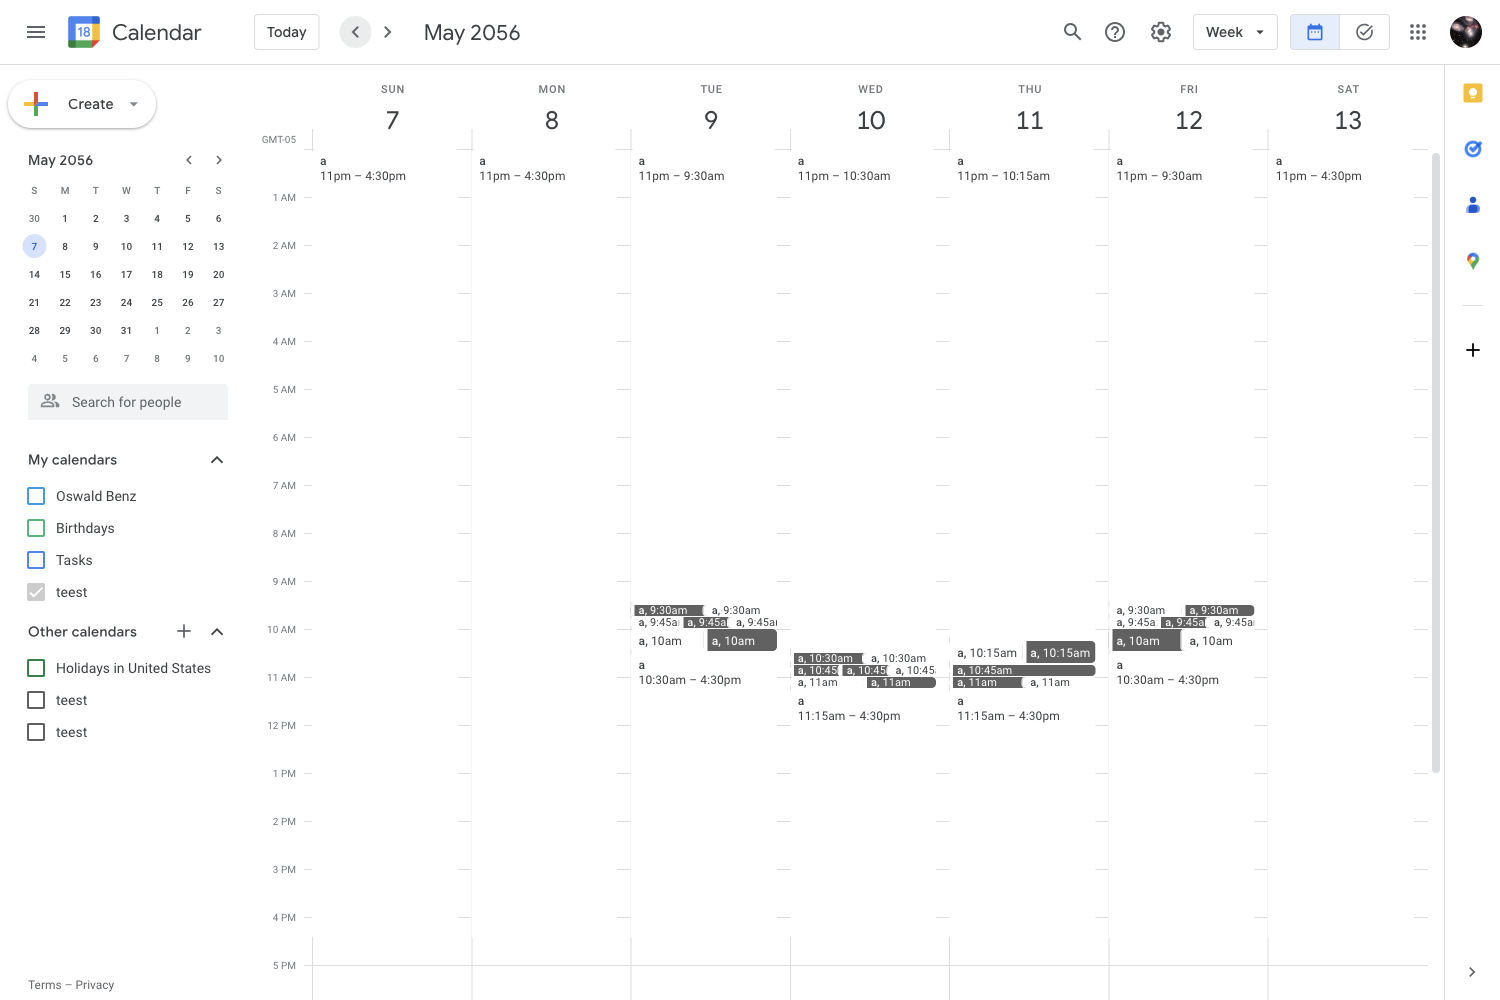 18 Calendar Today May 2056 Week
Create
SUN MON TUE WED THU FRI SAT
7 8 9 10 11 12 13
GMT-05
May 2056
S M T W T F S
30 1 2 3 4 5 6
7 8 9 10 11 12 13
14 15 16 17 18 19 20
21 22 23 24 25 26 27
28 29 30 31 1 2 3
4 5 6 7 8 9 10
Search for people
My calendars
Oswald Benz
Birthdays
Tasks
teest
Other calendars
Holidays in United States
teest
teest
Terms – Privacy
a a a a a a a
11pm – 4:30pm 11pm – 4:30pm 11pm – 9:30am 11pm – 10:30am 11pm – 10:15am 11pm – 9:30am 11pm – 4:30pm
1 AM
2 AM
3 AM
4 AM
5 AM
6 AM
7 AM
8 AM
9 AM
10 AM
11 AM
12 PM
1 PM
2 PM
3 PM
4 PM
5 PM
a, 9:30am a, 9:30am
a, 9:45a a, 9:45a a, 9:45a
a, 10am a, 10am
a
10:30am – 4:30pm
a, 10:30am a, 10:30am
a, 10:45 a, 10:45 a, 10:45
a, 11am a, 11am
a
11:15am – 4:30pm
a, 10:15am a, 10:15am
a, 10:45am
a, 11am a, 11am
a
11:15am – 4:30pm
a, 9:30am a, 9:30am
a, 9:45a a, 9:45a a, 9:45a
a, 10am a, 10am
a
10:30am – 4:30pm